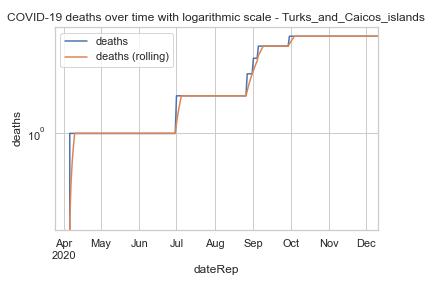 COVID-19 deaths over time with logarithmic scale - Turks_and_Caicos_islands
deaths
deaths (rolling)
deaths
10⁰
Apr
2020
May
Jun
Jul
Aug
Sep
Oct
Nov
Dec
dateRep